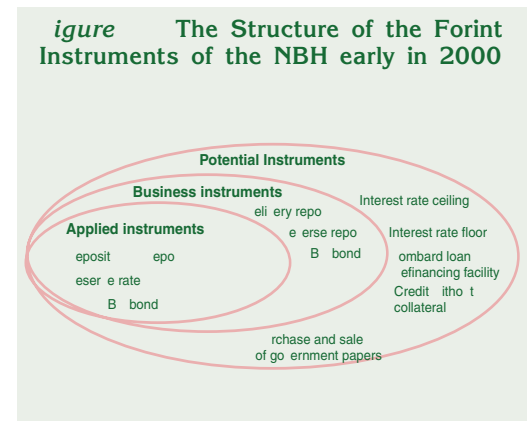 igure The Structure of the Forint
Instruments of the NBH early in 2000
Potential Instruments
Business instruments
eli ery repo
e erse repo
B bond
Applied instruments
eposit epo
eser e rate
B bond
Interest rate ceiling
Interest rate floor
ombard loan
efinancing facility
Credit itho t
collateral
rchase and sale
of go ernment papers